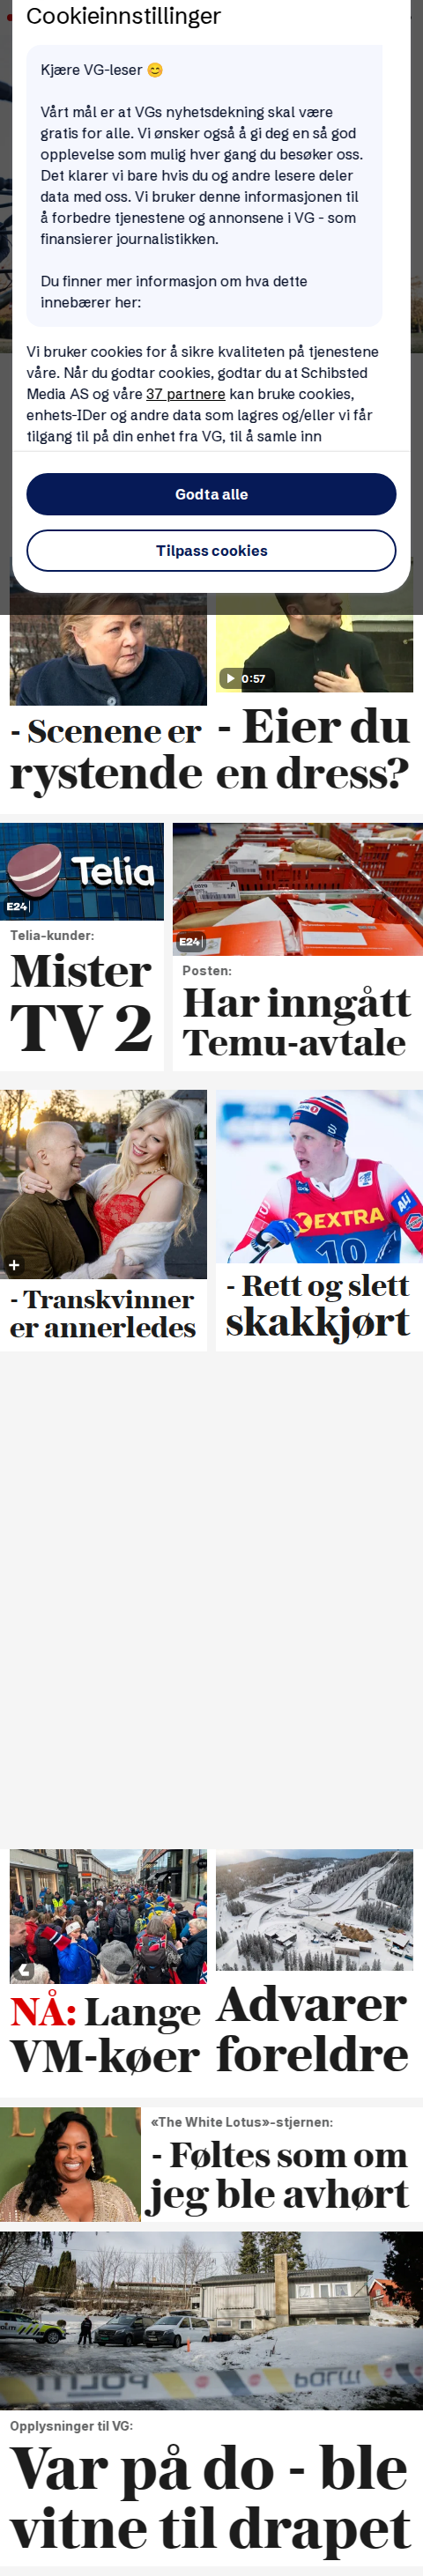 Cookieinnstillinger
Kjære VG-leser 😊
Vårt mål er at VGs nyhetsdekning skal være
gratis for alle. Vi ønsker også å gi deg en så god
opplevelse som mulig hver gang du besøker oss.
Det klarer vi bare hvis du og andre lesere deler
data med oss. Vi bruker denne informasjonen til
å forbedre tjenestene og annonsene i VG - som
finansierer journalistikken.
Du finner mer informasjon om hva dette
innebærer her:
Vi bruker cookies for å sikre kvaliteten på tjenestene
våre. Når du godtar cookies, godtar du at Schibsted
Media AS og våre 37 partnere kan bruke cookies,
enhets-IDer og andre data som lagres og/eller vi får
tilgang til på din enhet fra VG, til å samle inn
Godta alle
Tilpass cookies
0:57
- Scenene er
rystende
- Eier du
en dress?
Telia
E24
Telia-kunder:
Mister
TV 2
E24
Posten:
Har inngått
Temu-avtale
- Transkvinner
er annerledes
EXTRA
10
- Rett og slett
skakkjørt
NÅ: Lange
VM-køer
Advarer
foreldre
«The White Lotus»-stjernen:
- Føltes som om
jeg ble avhørt
POLITI
Opplysninger til VG:
Var på do - ble
vitne til drapet